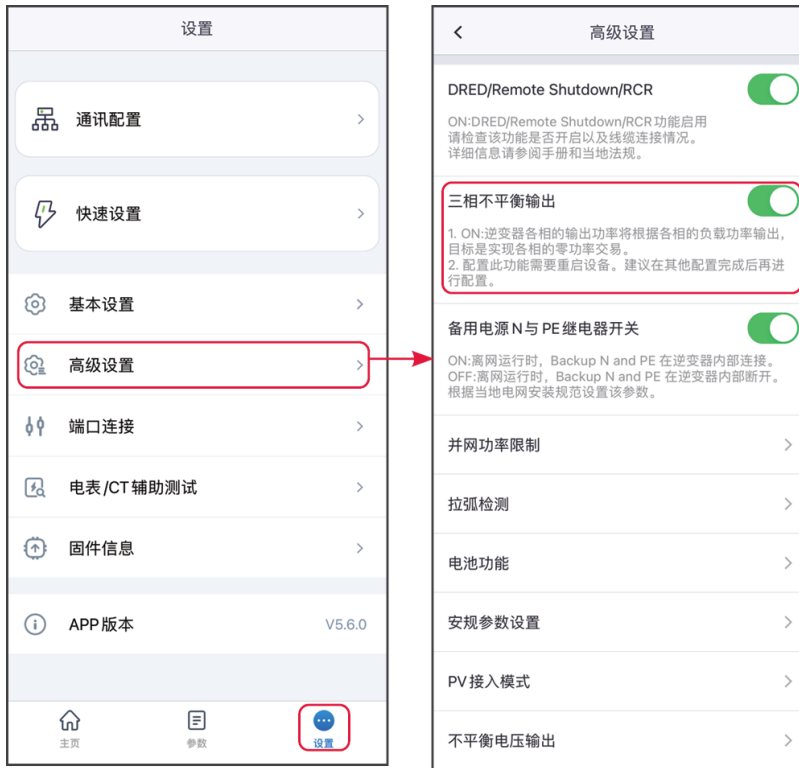 设置
通讯配置
快速设置
基本设置
高级设置
端口连接
电表/CT辅助测试
固件信息
APP版本
V5.6.0
主页
参数
设置
高级设置
DRED/Remote Shutdown/RCR
ON:DRED/Remote Shutdown/RCR功能启用
请检查该功能是否开启以及线缆连接情况。
详细信息请参阅手册和当地法规。
三相不平衡输出
1. ON:逆变器各相的输出功率将根据各相的负载功率输出，
目标是实现各相的零功率交易。
2. 配置此功能需要重启设备。建议在其他配置完成后再进
行配置。
备用电源N与PE继电器开关
ON:离网运行时，Backup N and PE 在逆变器内部连接。
OFF:离网运行时，Backup N and PE 在逆变器内部断开。
根据当地电网安装规范设置该参数。
并网功率限制
拉弧检测
电池功能
安规参数设置
PV接入模式
不平衡电压输出